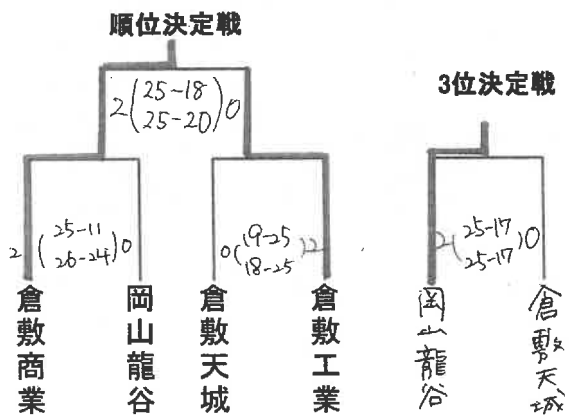 順位決定戦
2(25-18
25-20)0
3位決定戦
2(25-11
26-24)0
0(19-25
18-25)2
2(25-17
25-17)0
倉敷商業
岡山龍谷
倉敷天城
倉敷工業
岡山龍谷
倉敷天城